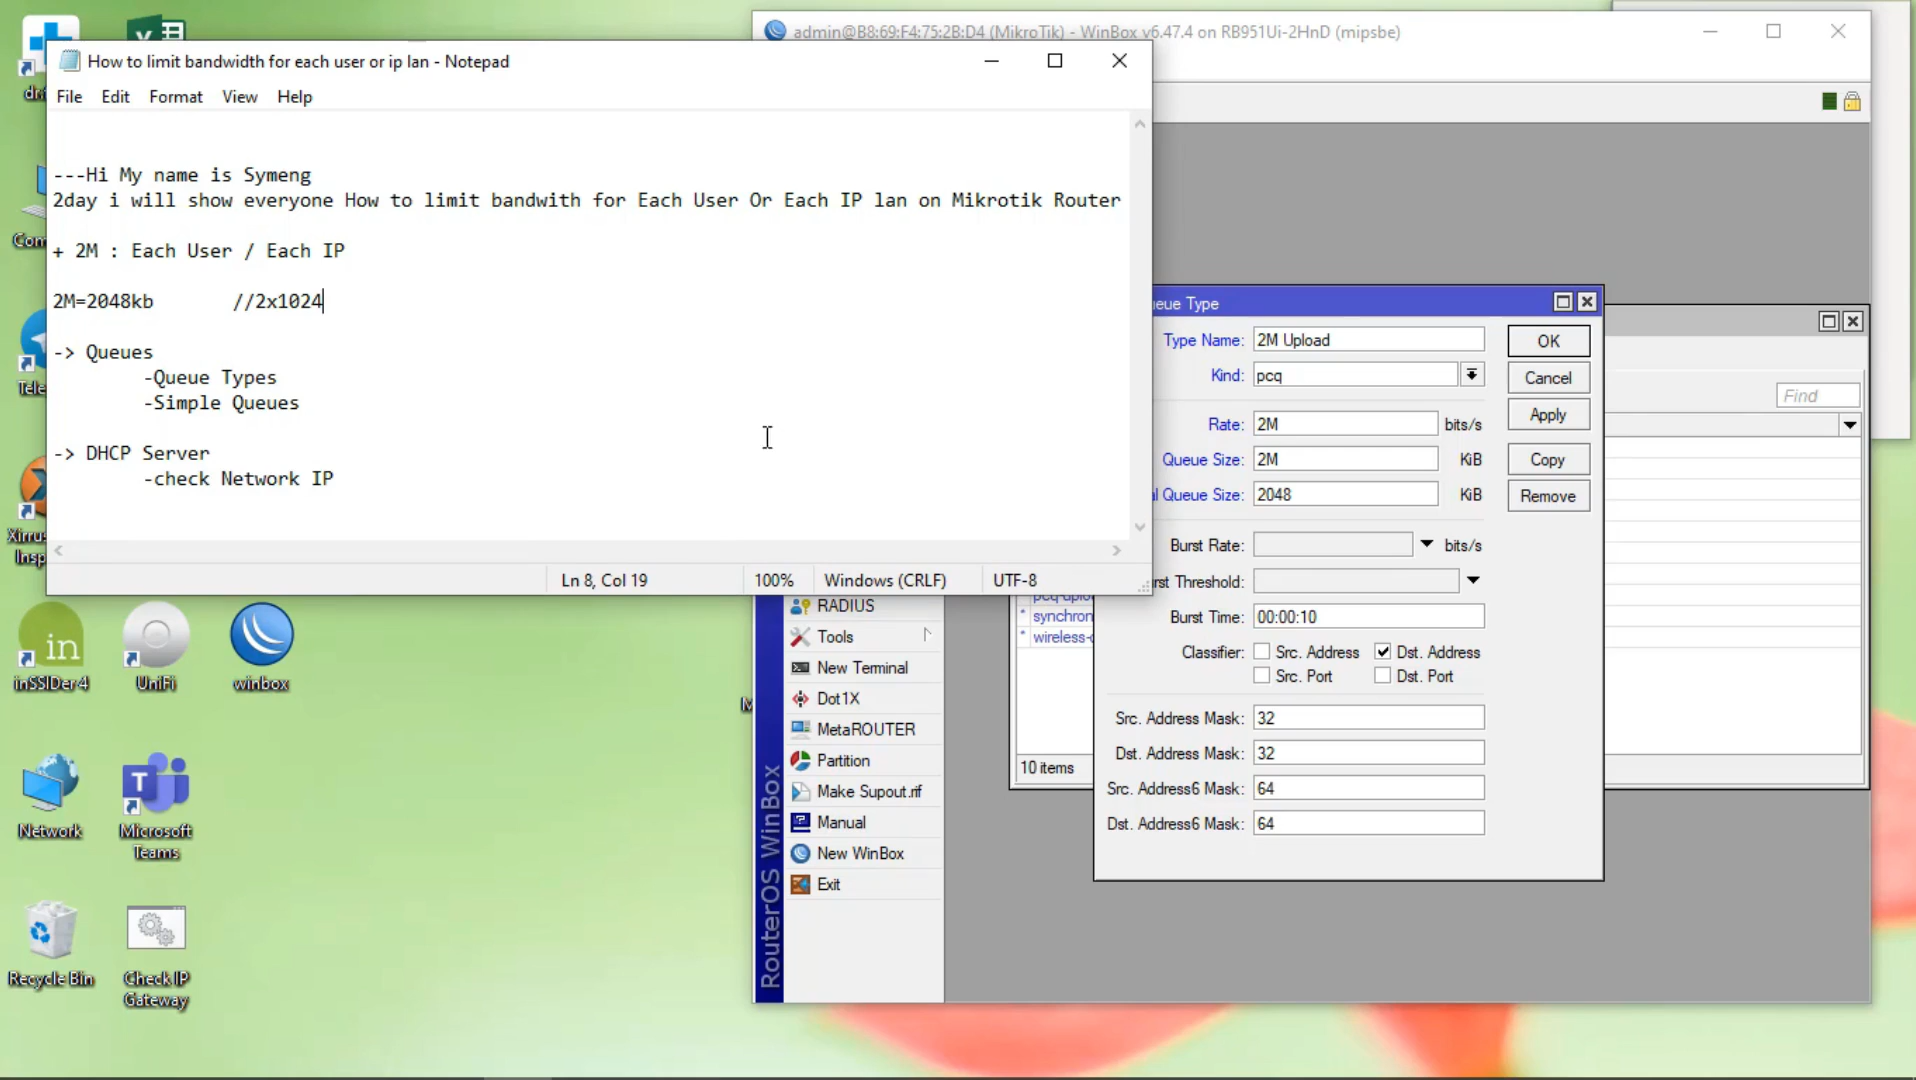 admin@B8:69:F4:75:2B:D4 (MikroTik) - WinBox v6.47.4 on RB951Ui-2HnD (mipsbe)
How to limit bandwidth for each user or ip lan - Notepad
File Edit Format View Help
---Hi My name is Symeng
2day i will show everyone How to limit bandwith for Each User Or Each IP lan on Mikrotik Router
+ 2M : Each User / Each IP
2M=2048kb //2x1024
-> Queues
-Queue Types
-Simple Queues
-> DHCP Server
-check Network IP
Ln 8, Col 19 100% Windows (CRLF) UTF-8
Type
Type Name: 2M Upload
Kind: pcq
Rate: 2M bits/s
Queue Size: 2M KiB
Queue Size: 2048 KiB
Burst Rate: bits/s
Threshold:
Burst Time: 00:00:10
Classifier: Src. Address Dst. Address
Src. Port Dst. Port
Src. Address Mask: 32
Dst. Address Mask: 32
Src. Address6 Mask: 64
Dst. Address6 Mask: 64
OK
Cancel
Apply
Copy
Remove
Find
10 items
RADIUS
Tools
New Terminal
Dot1X
MetaROUTER
Partition
Make Supout.rif
Manual
New WinBox
Exit
RouterOS WinBox
in
inSSIDer 4
UniFi
winbox
Network
T
Microsoft
Teams
Recycle Bin
Check IP
Gateway